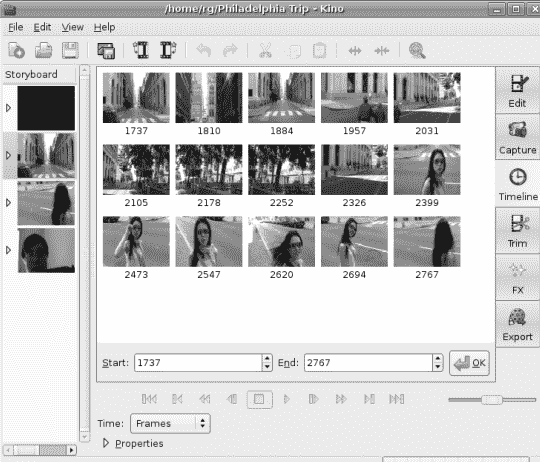 /home/rg/Philadelphia Trip - Kino
File Edit View Help
Storyboard
1737 1810 1884 1957 2031
2105 2178 2252 2326 2399
2473 2547 2620 2694 2767
Edit
Capture
Timeline
Trim
FX
Export
Start: 1737 End: 2767 OK
Time: Frames
Properties